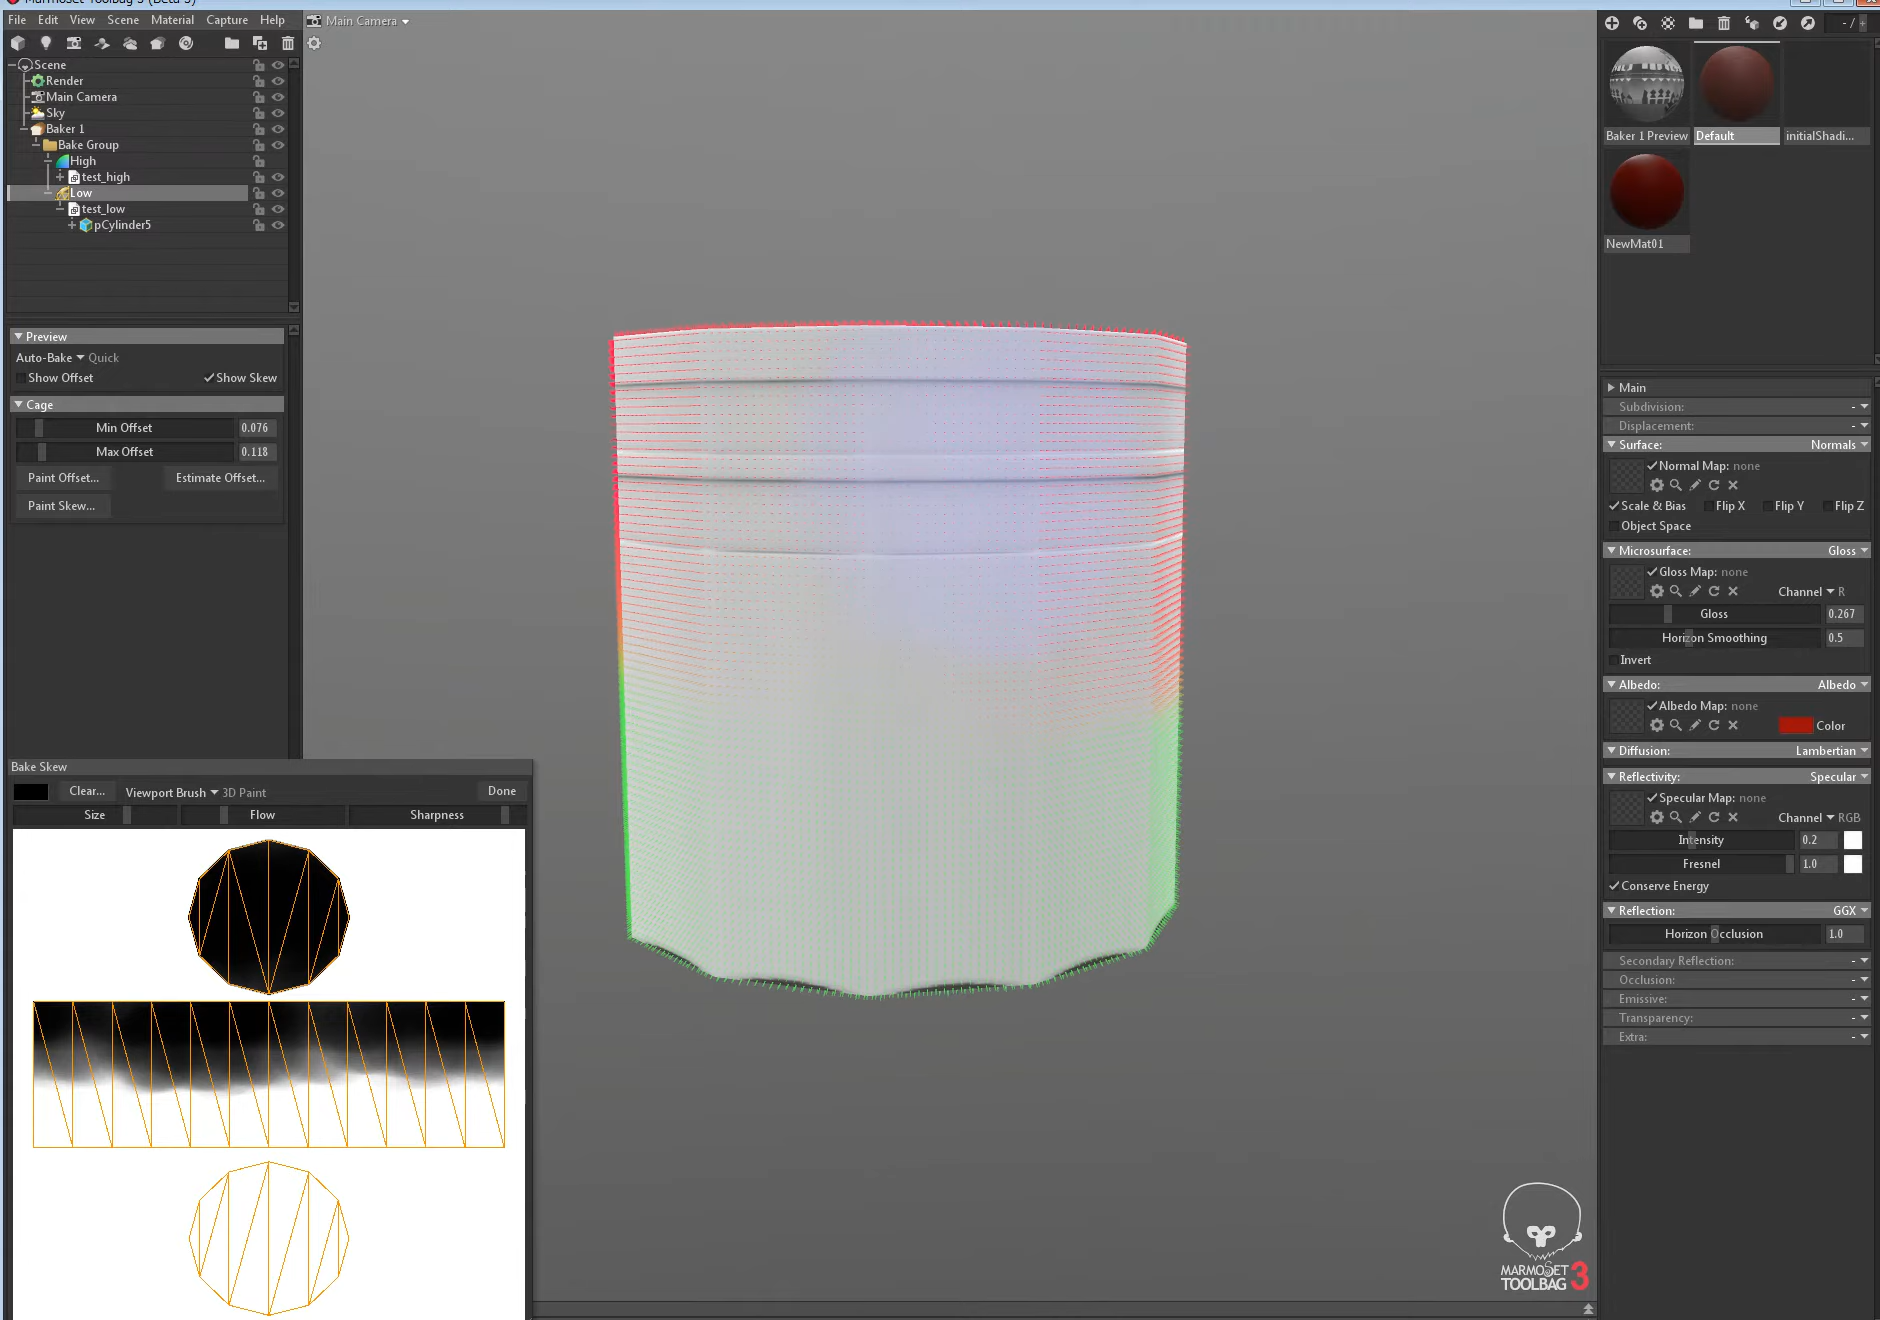 Marmoset Toolbag 3 (Beta 5)
File Edit View Scene Material Capture Help
Main Camera
- / +
Scene
Render
Main Camera
Sky
Baker 1
Bake Group
High
test_high
Low
test_low
pCylinder5
Baker 1 Preview Default initialShadi...
NewMat01
Preview
Auto-Bake Quick
Show Offset Show Skew
Cage
Min Offset 0.076
Max Offset 0.118
Paint Offset... Estimate Offset...
Paint Skew...
Bake Skew
Clear... Viewport Brush 3D Paint Done
Size Flow Sharpness
Main
Subdivision: -
Displacement: -
Surface: Normals
Normal Map: none
Scale & Bias Flip X Flip Y Flip Z
Object Space
Microsurface: Gloss
Gloss Map: none
Channel R
Gloss 0.267
Horizon Smoothing 0.5
Invert
Albedo: Albedo
Albedo Map: none
Color
Diffusion: Lambertian
Reflectivity: Specular
Specular Map: none
Channel RGB
Intensity 0.2
Fresnel 1.0
Conserve Energy
Reflection: GGX
Horizon Occlusion 1.0
Secondary Reflection: -
Occlusion: -
Emissive: -
Transparency: -
Extra: -
MARMOSET
TOOLBAG 3